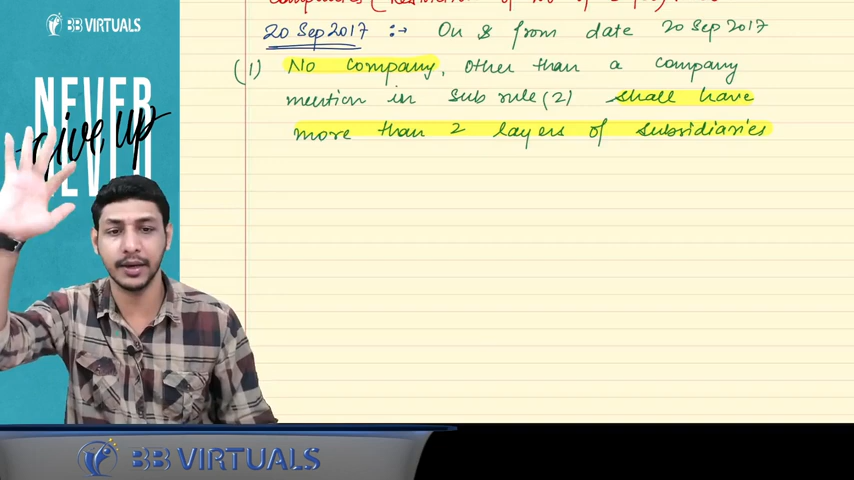 BB VIRTUALS
NEVER
give up
NEVER
20 Sep 2017 :→ On & from date 20 Sep 2017
(1) No Company, Other than a Company
mention in Sub rule (2) shall have
more than 2 layers of subsidiaries
BB VIRTUALS